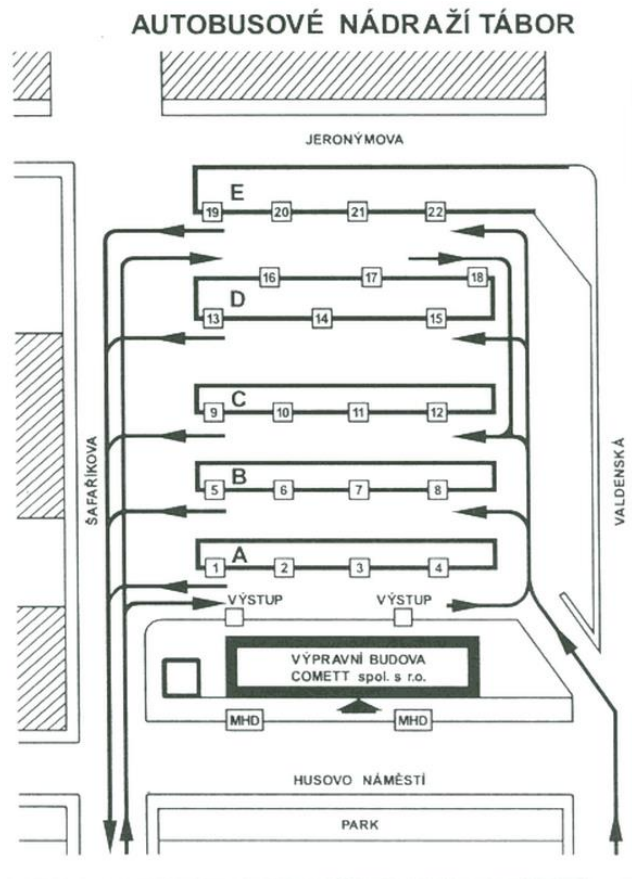 AUTOBUSOVÉ NÁDRAŽÍ TÁBOR
JERONÝMOVA
E
19 20 21 22
16 17 18
D
13 14 15
C
9 10 11 12
ŠAFAŘÍKOVA
VALDENSKÁ
B
5 6 7 8
A
1 2 3 4
VÝSTUP VÝSTUP
VÝPRAVNÍ BUDOVA
COMETT spol. s r.o.
MHD MHD
HUSOVO NÁMĚSTÍ
PARK